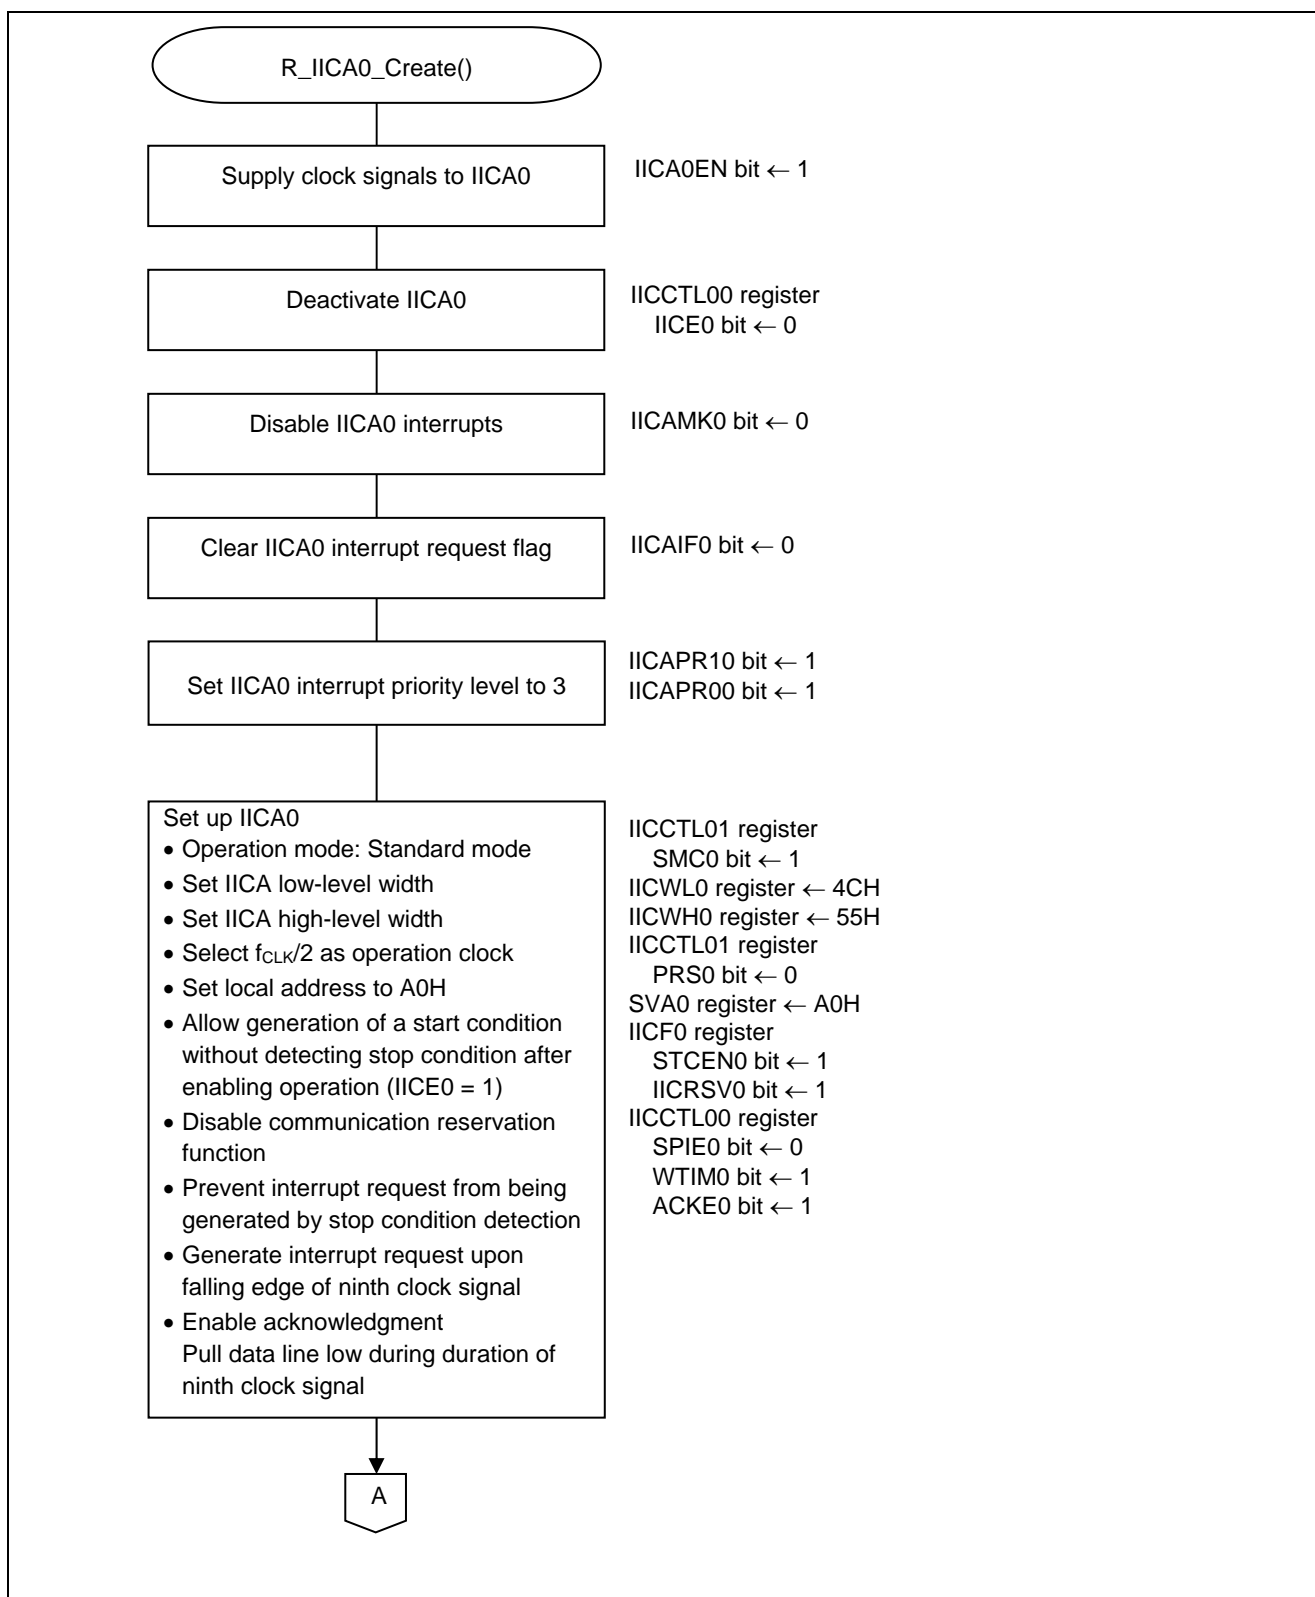 R_IICA0_Create()
Supply clock signals to IICA0
IICA0EN bit ← 1
Deactivate IICA0
IICCTL00 register
IICE0 bit ← 0
Disable IICA0 interrupts
IICAMK0 bit ← 0
Clear IICA0 interrupt request flag
IICAIF0 bit ← 0
Set IICA0 interrupt priority level to 3
IICAPR10 bit ← 1
IICAPR00 bit ← 1
Set up IICA0
• Operation mode: Standard mode
• Set IICA low-level width
• Set IICA high-level width
• Select fCLK/2 as operation clock
• Set local address to A0H
• Allow generation of a start condition
without detecting stop condition after
enabling operation (IICE0 = 1)
• Disable communication reservation
function
• Prevent interrupt request from being
generated by stop condition detection
• Generate interrupt request upon
falling edge of ninth clock signal
• Enable acknowledgment
Pull data line low during duration of
ninth clock signal
IICCTL01 register
SMC0 bit ← 1
IICWL0 register ← 4CH
IICWH0 register ← 55H
IICCTL01 register
PRS0 bit ← 0
SVA0 register ← A0H
IICF0 register
STCEN0 bit ← 1
IICRSV0 bit ← 1
IICCTL00 register
SPIE0 bit ← 0
WTIM0 bit ← 1
ACKE0 bit ← 1
A